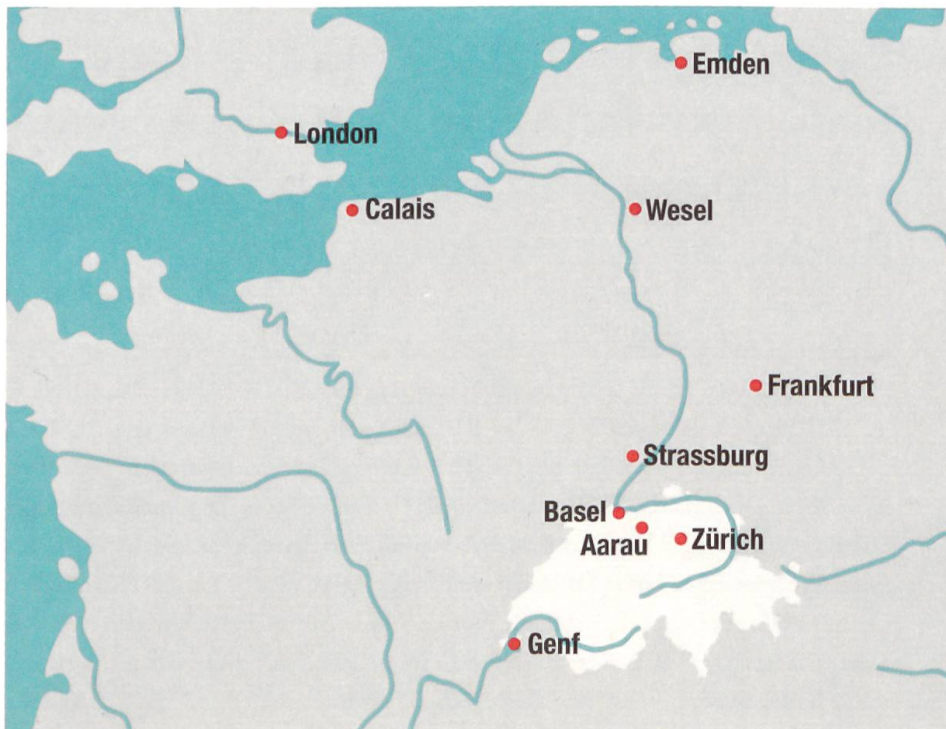 Emden
London
Calais
Wesel
Frankfurt
Strassburg
Basel
Aarau
Zürich
Genf